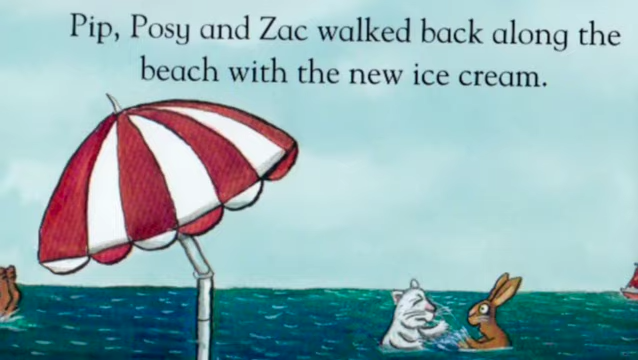 Pip, Posy and Zac walked back along the
beach with the new ice cream.